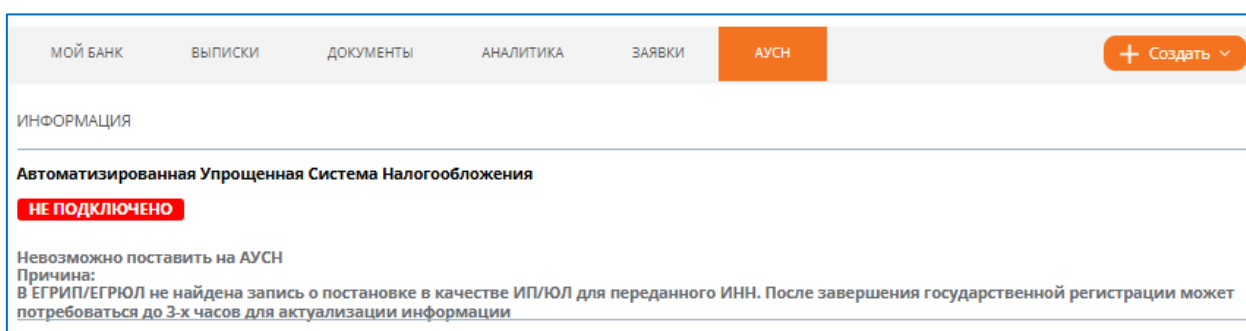 МОЙ БАНК ВЫПИСКИ ДОКУМЕНТЫ АНАЛИТИКА ЗАЯВКИ АУСН + Создать
ИНФОРМАЦИЯ
Автоматизированная Упрощенная Система Налогообложения
НЕ ПОДКЛЮЧЕНО
Невозможно поставить на АУСН
Причина:
В ЕГРИП/ЕГРЮЛ не найдена запись о постановке в качестве ИП/ЮЛ для переданного ИНН. После завершения государственной регистрации может
потребоваться до 3-х часов для актуализации информации